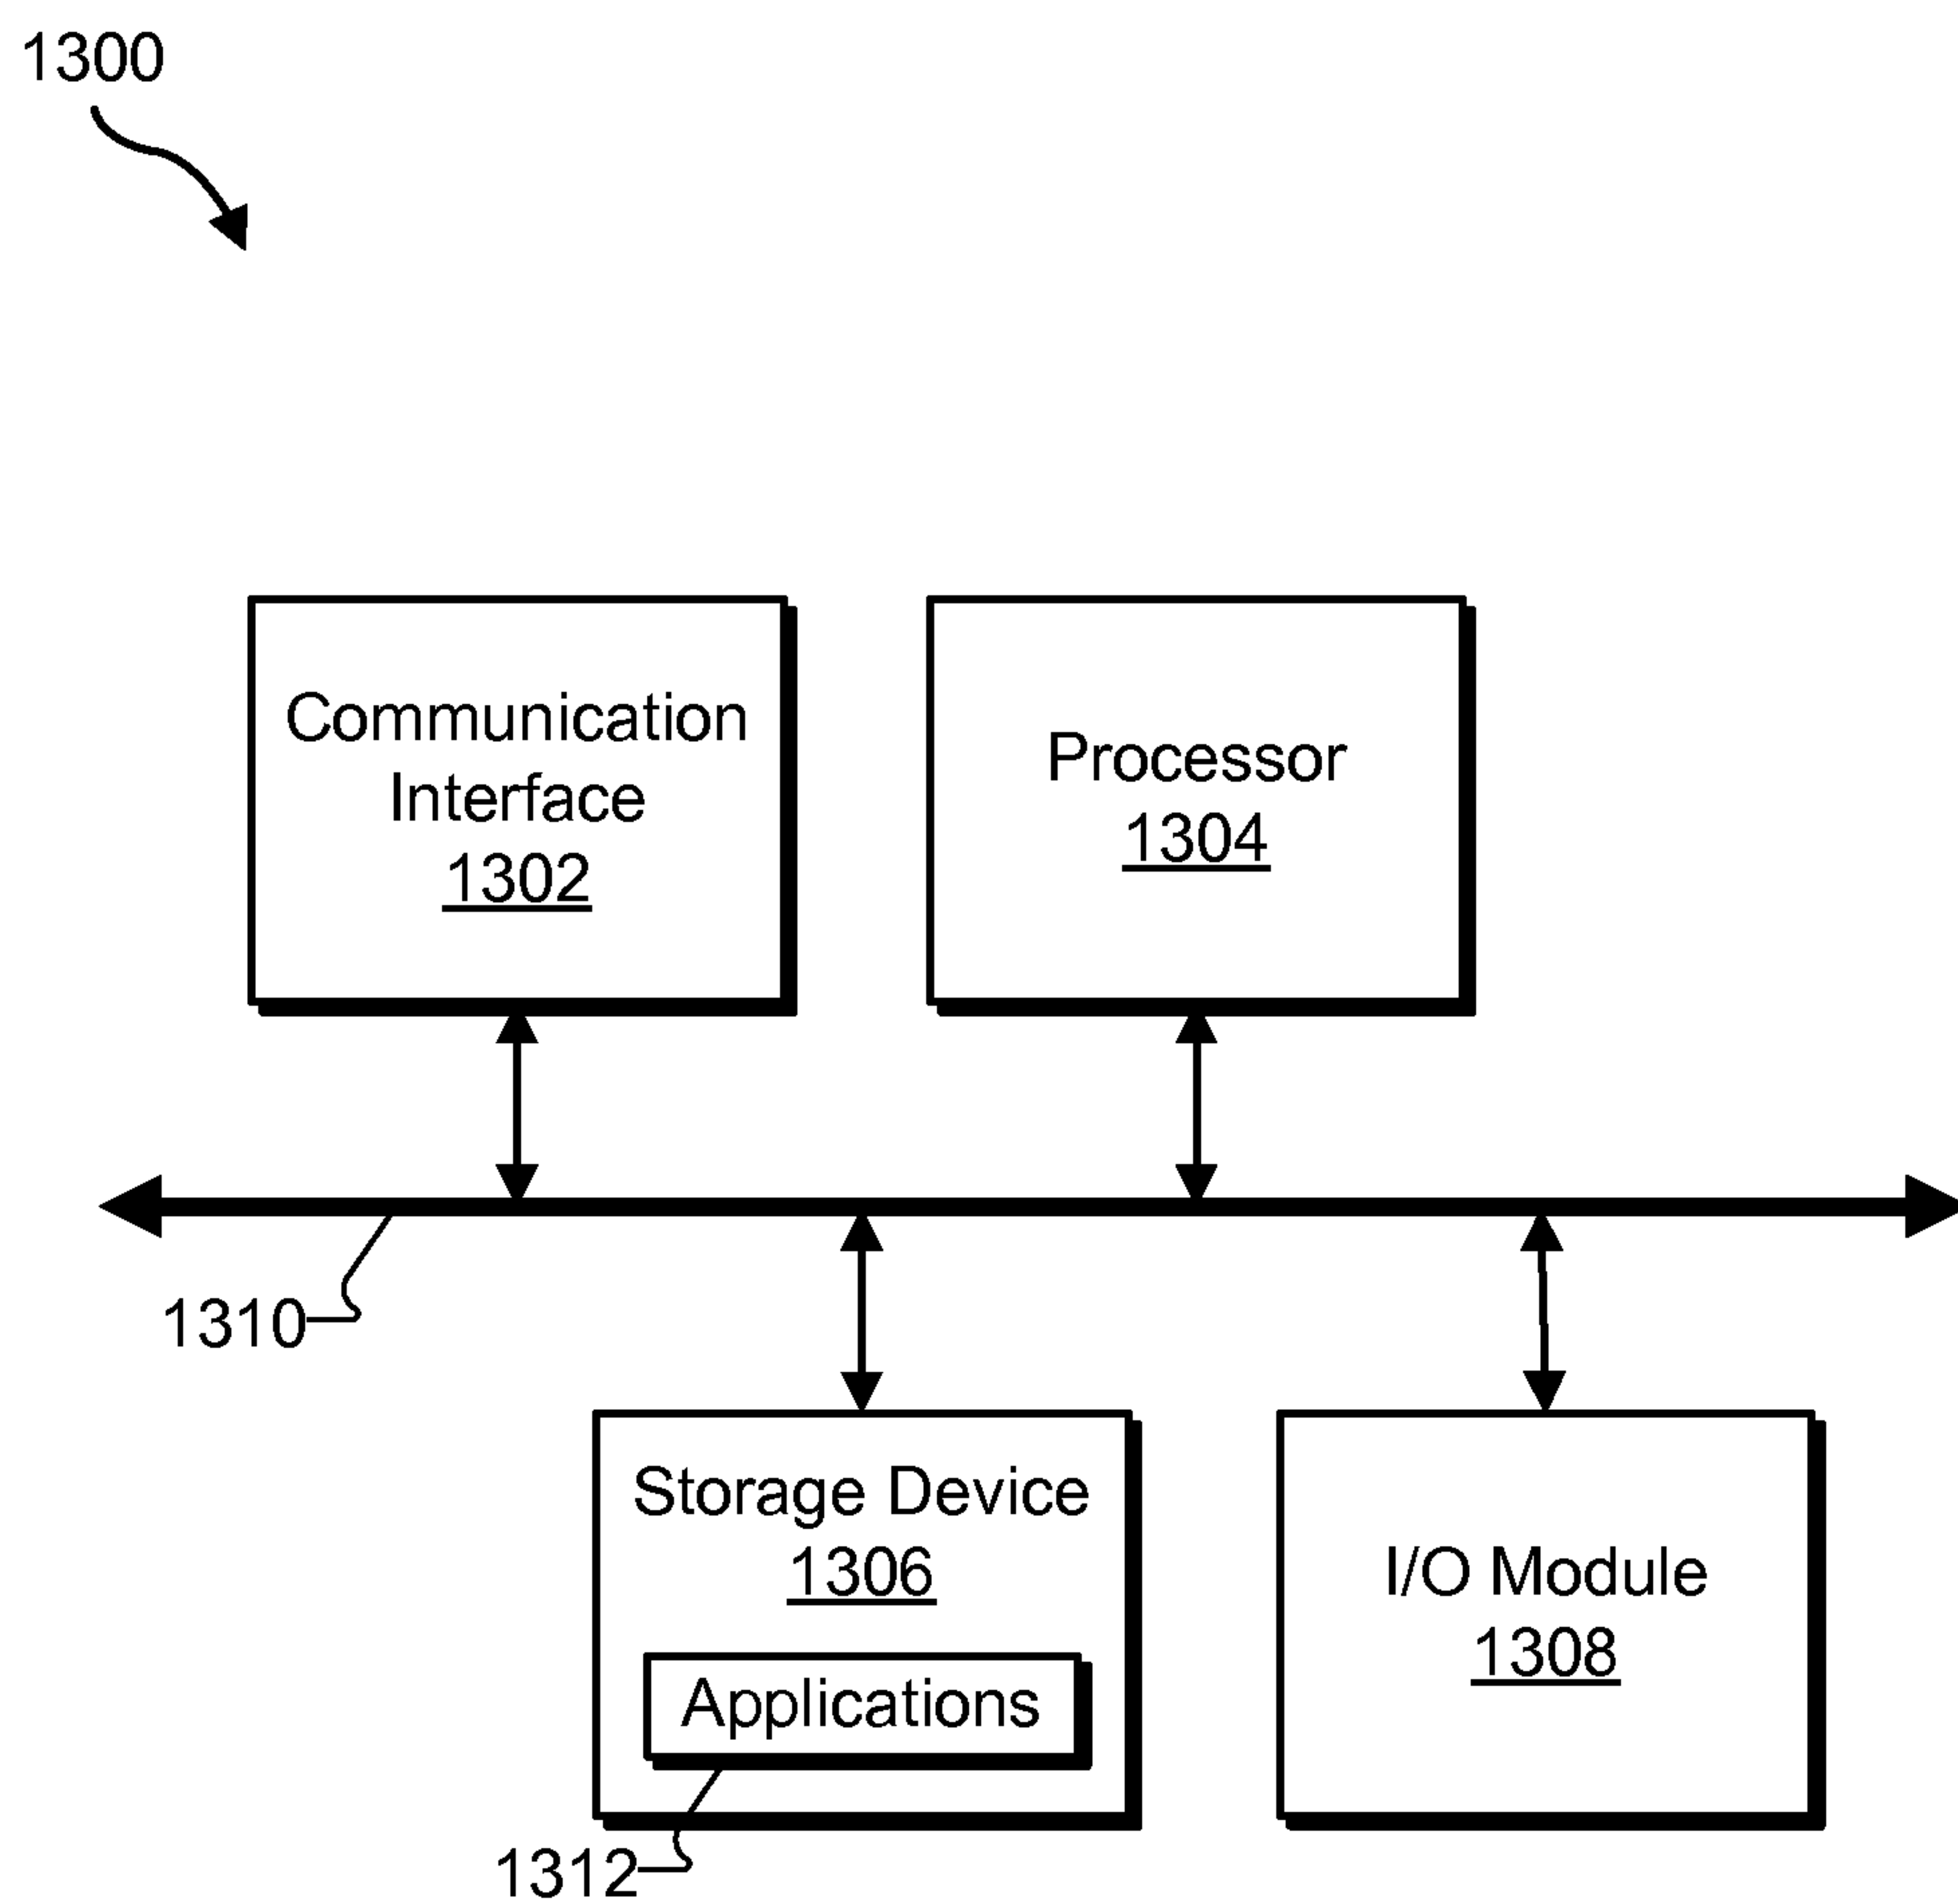 1300
Communication
Interface
1302
Processor
1304
1310
Storage Device
1306
Applications
1312
I/O Module
1308